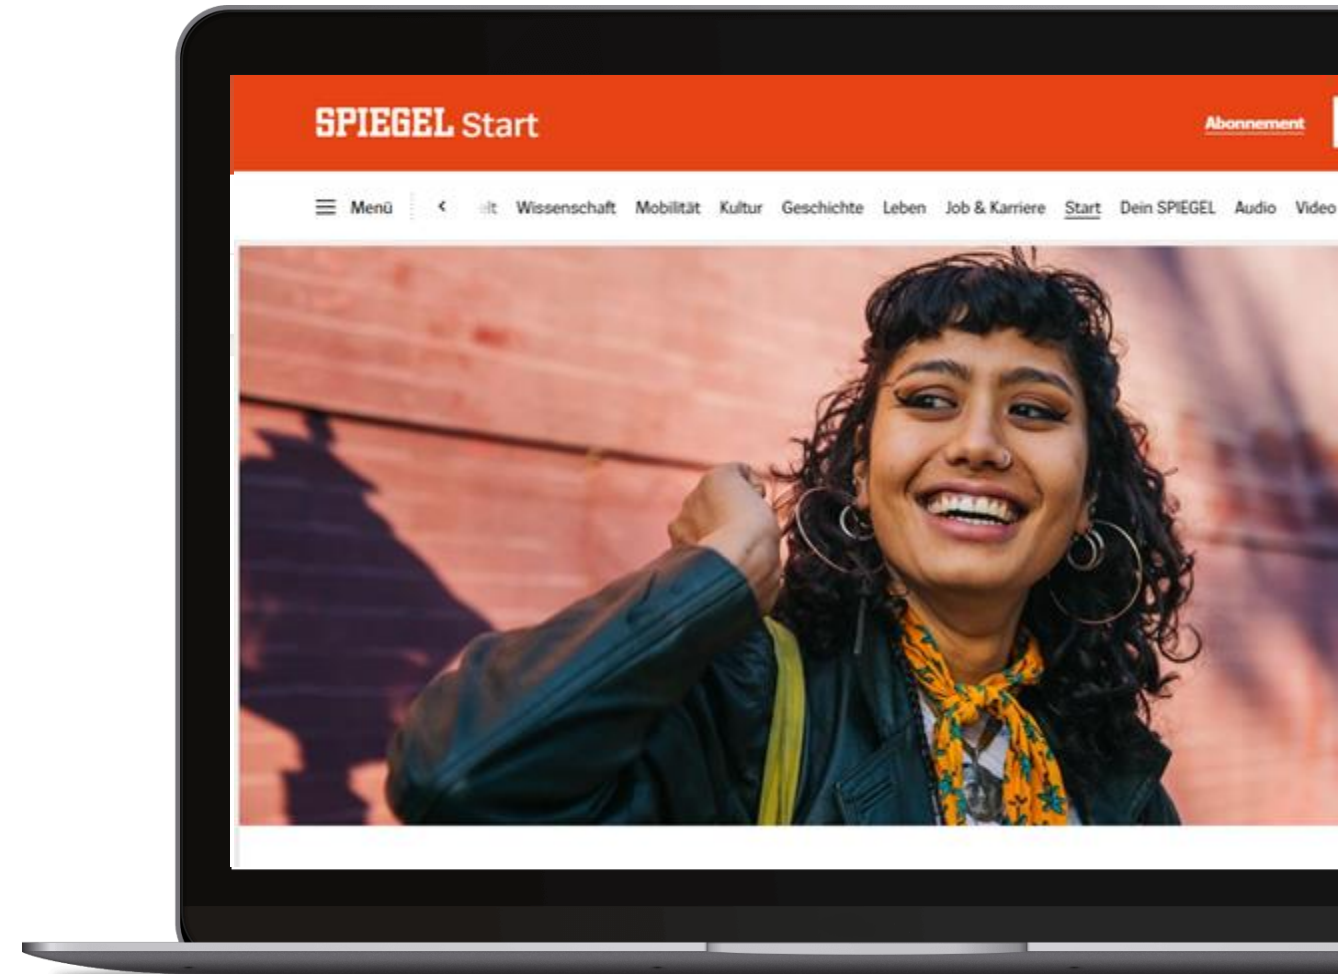 SPIEGEL Start
Abonnement
Menü Wissenschaft Mobilität Kultur Geschichte Leben Job & Karriere Start Dein SPIEGEL Audio Video